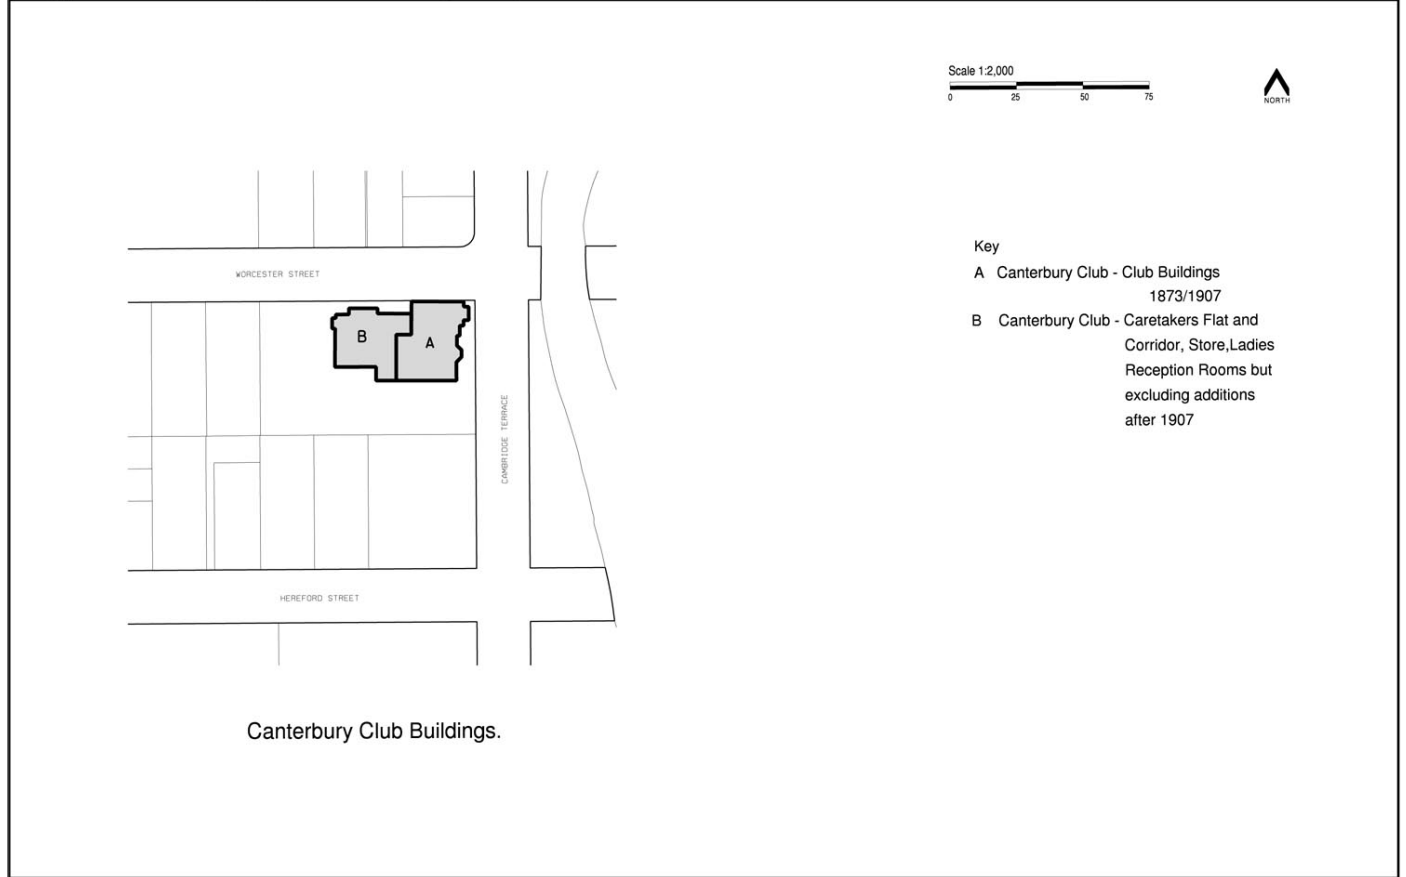 Scale 1:2,000
0 25 50 75
NORTH
WORCESTER STREET
B
A
CAMBRIDGE TERRACE
HEREFORD STREET
Canterbury Club Buildings.
Key
A Canterbury Club - Club Buildings
1873/1907
B Canterbury Club - Caretakers Flat and
Corridor, Store,Ladies
Reception Rooms but
excluding additions
after 1907